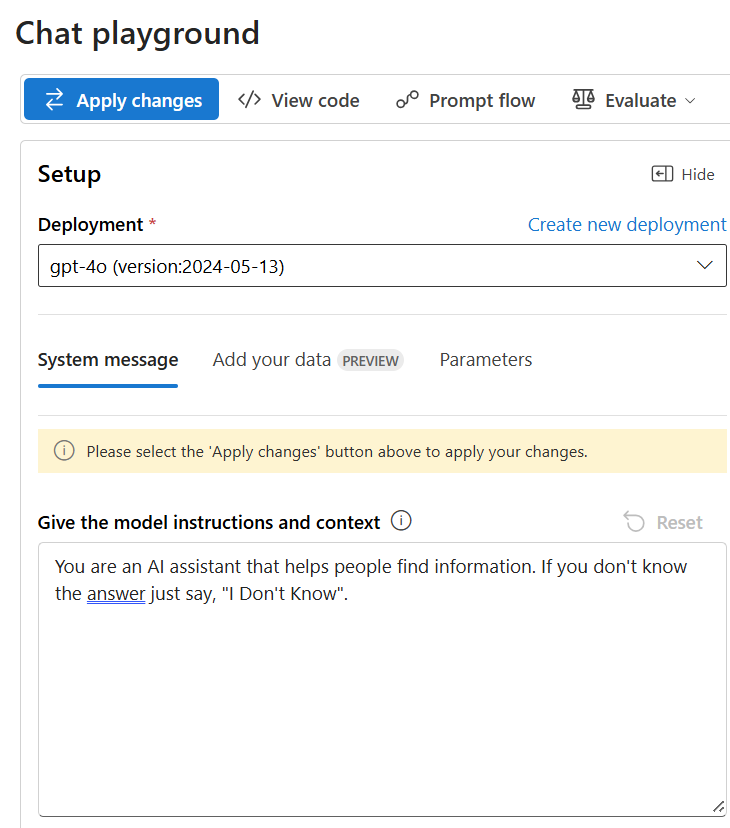 Chat playground
Apply changes
View code
Prompt flow
Evaluate
Setup
Hide
Deployment *
Create new deployment
gpt-4o (version:2024-05-13)
System message
Add your data PREVIEW
Parameters
Please select the 'Apply changes' button above to apply your changes.
Give the model instructions and context
Reset
You are an AI assistant that helps people find information. If you don't know
the answer just say, "I Don't Know".